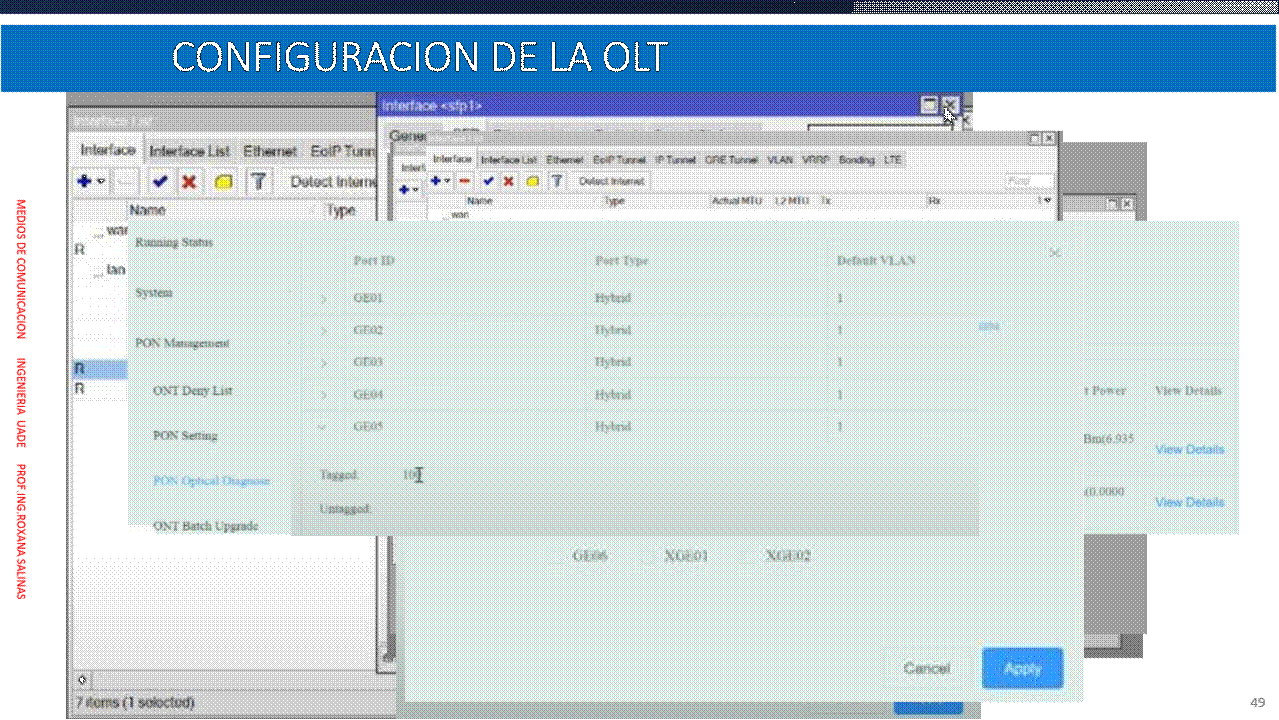 CONFIGURACION DE LA OLT
MEDIOS DE COMUNICACION INGENIERIA UADE PROF.ING.ROXANA SALINAS
Interface <sfp1>
Interface Interface List Ethernet EoIP Tunn
Detect Interne
Name Type
wan
R
lan
R
R
7 items (1 selected)
Gene
Interf
Interface Interface List Ethernet EoIP Tunnel IP Tunnel GRE Tunnel VLAN VRRP Bonding LTE
Detect Internet
Find
Name Type Actual MTU L2 MTU Tx Rx
wan
Running Status
System
PON Management
ONT Deny List
PON Setting
PON Optical Diagnose
ONT Batch Upgrade
Port ID Port Type Default VLAN
GE01 Hybrid 1
GE02 Hybrid 1
GE03 Hybrid 1
GE04 Hybrid 1
GE05 Hybrid 1
Tagged:
Untagged:
t Power View Details
Bm(6.935
View Details
(0.0000
View Details
GE06 XGE01 XGE02
Cancel Apply
49